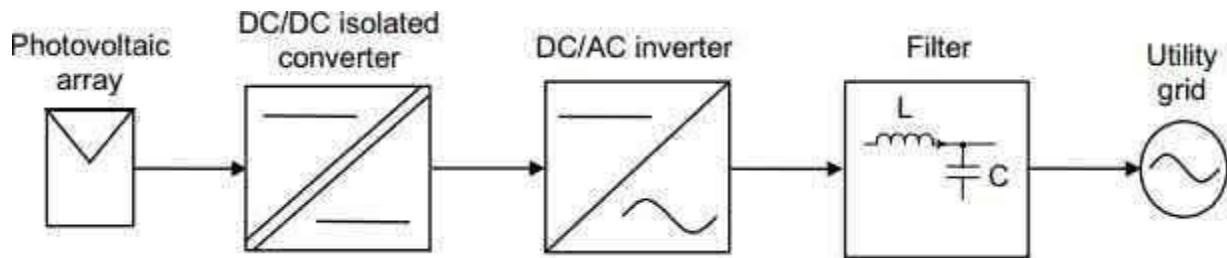 Photovoltaic
array
DC/DC isolated
converter
DC/AC inverter
Filter
Utility
grid
L
C